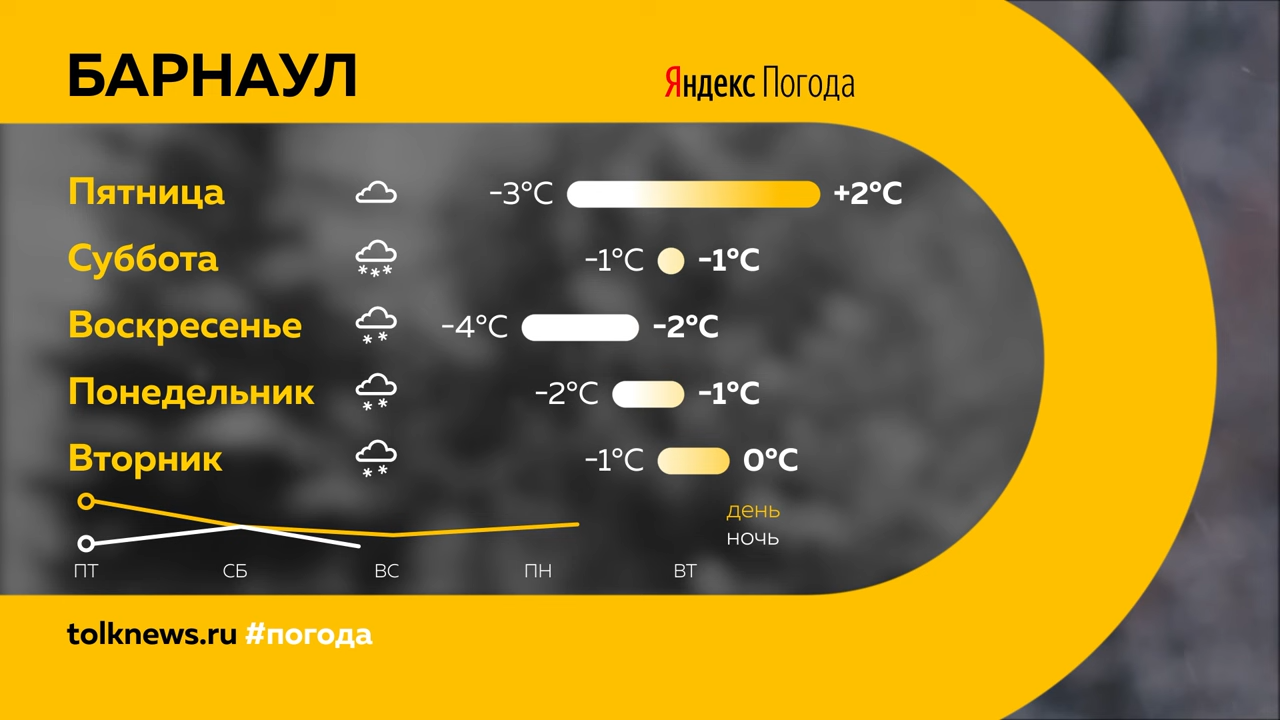 БАРНАУЛ
Яндекс Погода
Пятница -3°C +2°C
Суббота -1°C -1°C
Воскресенье -4°C -2°C
Понедельник -2°C -1°C
Вторник -1°C 0°C
день
ночь
ПТ СБ ВС ПН ВТ
tolknews.ru #погода